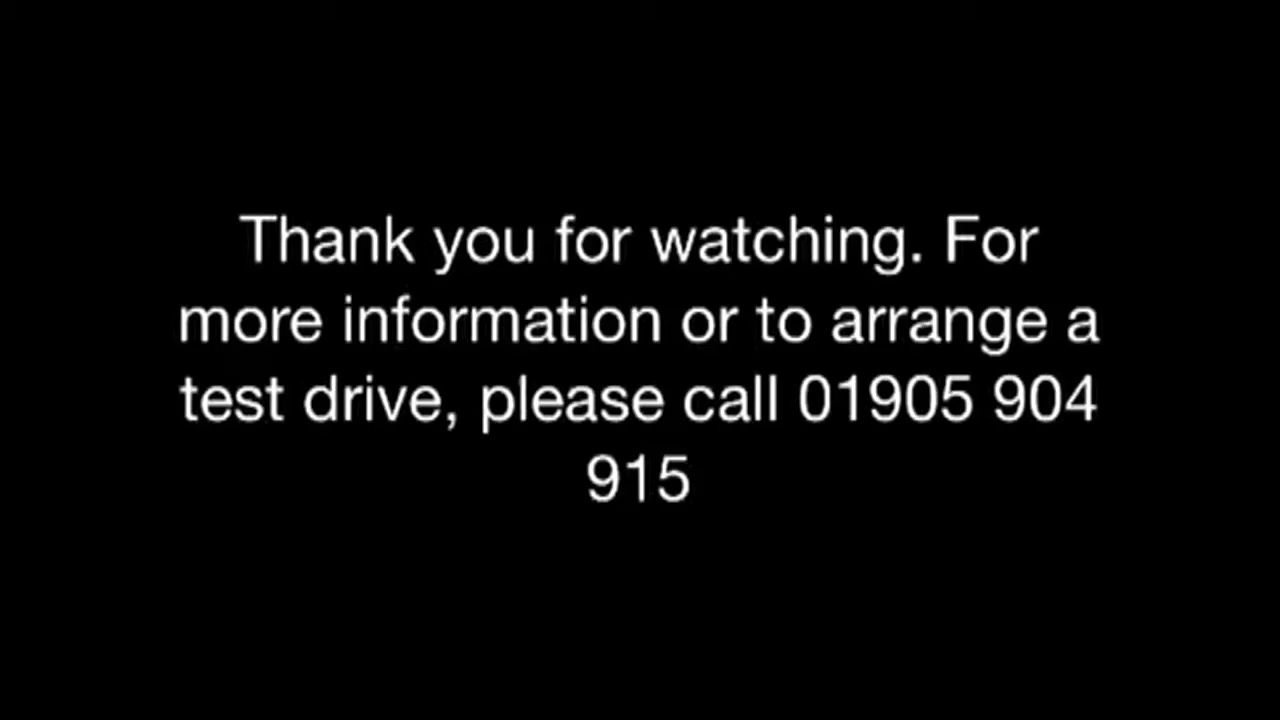 Thank you for watching. For
more information or to arrange a
test drive, please call 01905 904
915